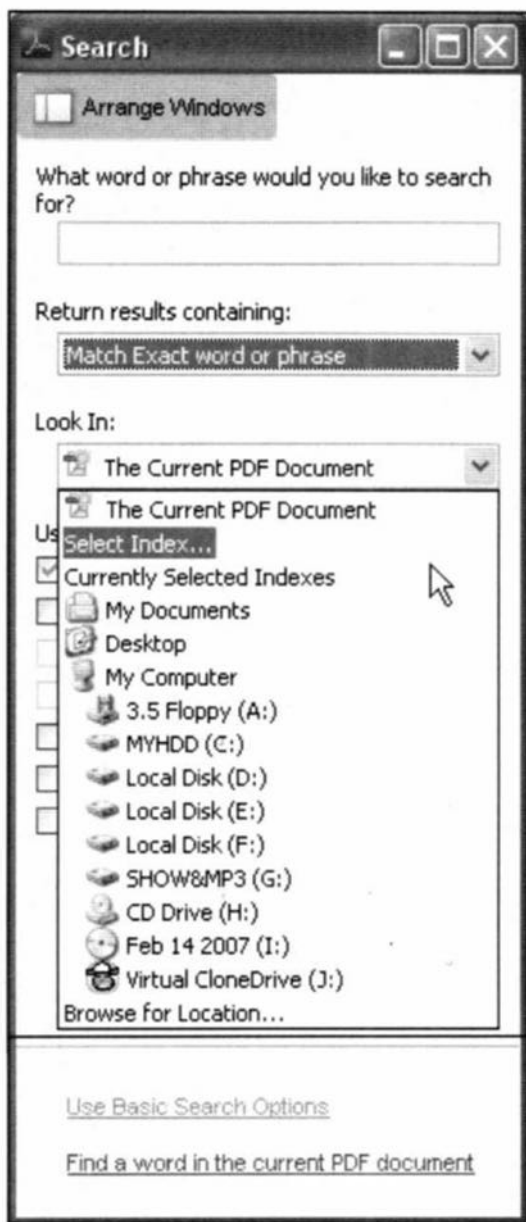 Search
Arrange Windows
What word or phrase would you like to search
for?
Return results containing:
Match Exact word or phrase
Look In:
The Current PDF Document
The Current PDF Document
Us
Select Index...
Currently Selected Indexes
My Documents
Desktop
My Computer
3.5 Floppy (A:)
MYHDD (C:)
Local Disk (D:)
Local Disk (E:)
Local Disk (F:)
SHOW&MP3 (G:)
CD Drive (H:)
Feb 14 2007 (I:)
Virtual CloneDrive (J:)
Browse for Location...
Use Basic Search Options
Find a word in the current PDF document